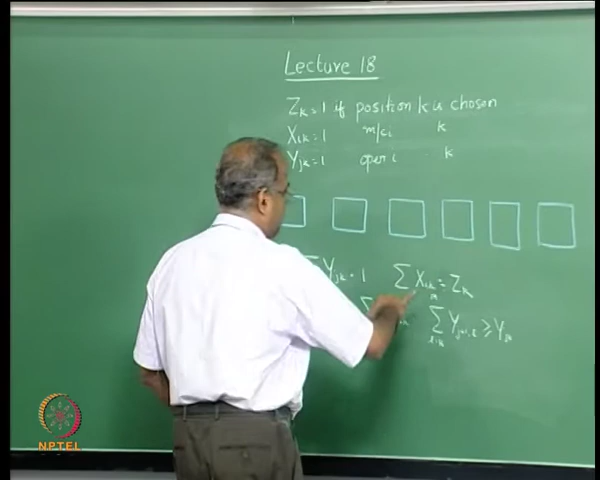 Lecture 18
Zk = 1 if position k is chosen
Xik = 1 m/c i k
Yjk = 1 oper i k
Yjk = 1 ∑ Xik = Zk
∑ Yj+1,l ≥ Yjk
NPTEL